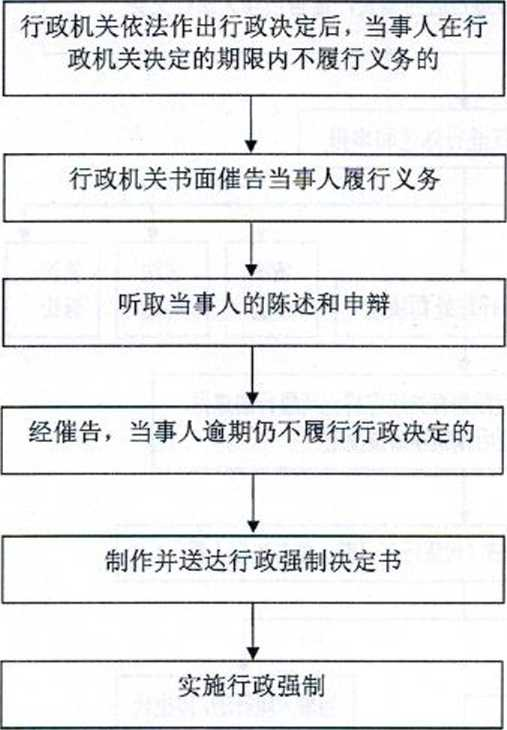 行政机关依法作出行政决定后，当事人在行
政机关决定的期限内不履行义务的
行政机关书面催告当事人履行义务
听取当事人的陈述和申辩
经催告，当事人逾期仍不履行行政决定的
制作并送达行政强制决定书
实施行政强制